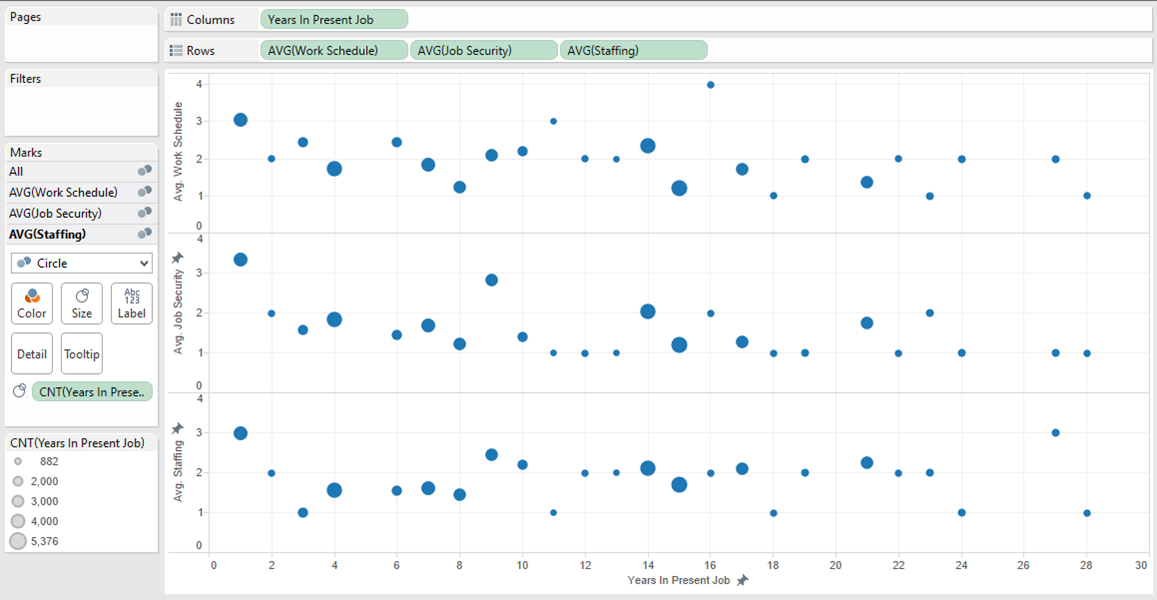 Pages
Columns
Years In Present Job
Rows
AVG(Work Schedule)
AVG(Job Security)
AVG(Staffing)
Filters
Marks
All
AVG(Work Schedule)
AVG(Job Security)
AVG(Staffing)
Circle
Color
Size
Abc
123
Label
Detail
Tooltip
CNT(Years In Prese..
CNT(Years In Present Job)
882
2,000
3,000
4,000
5,376
Avg. Work Schedule
4
3
2
1
0
Avg. Job Security
4
3
2
1
0
Avg. Staffing
4
3
2
1
0
0 2 4 6 8 10 12 14 16 18 20 22 24 26 28 30
Years In Present Job